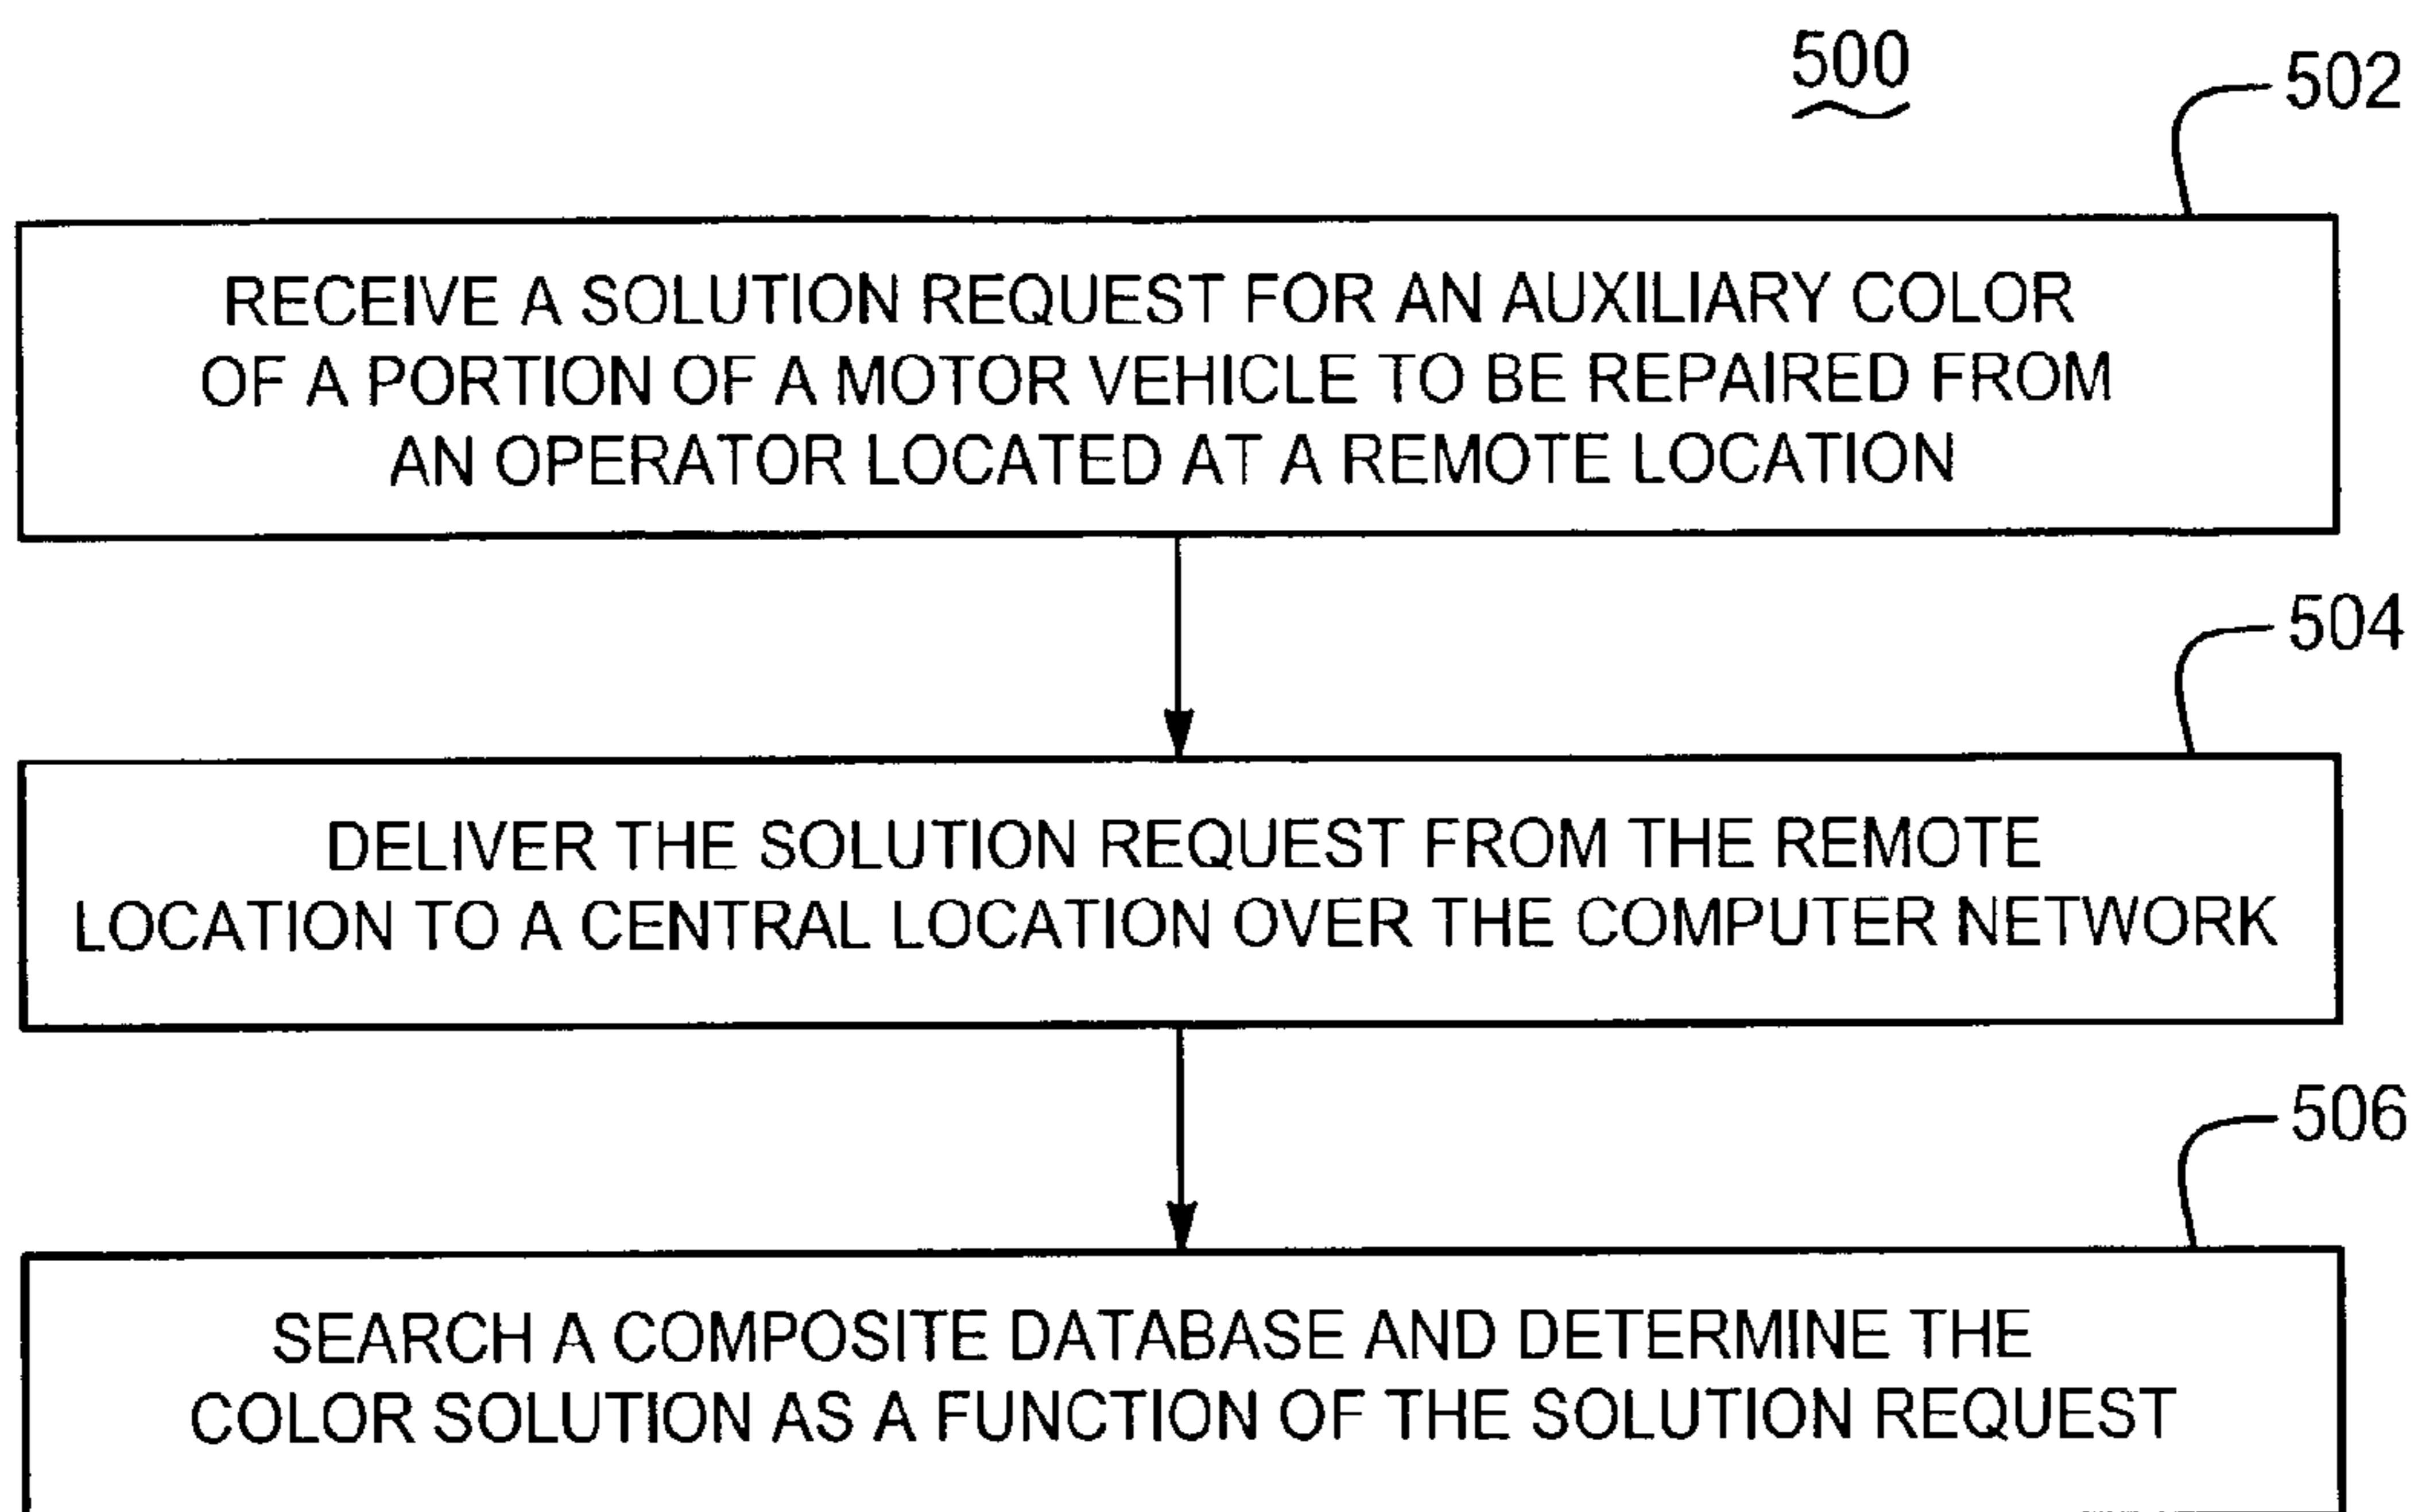 500
502
RECEIVE A SOLUTION REQUEST FOR AN AUXILIARY COLOR
OF A PORTION OF A MOTOR VEHICLE TO BE REPAIRED FROM
AN OPERATOR LOCATED AT A REMOTE LOCATION
504
DELIVER THE SOLUTION REQUEST FROM THE REMOTE
LOCATION TO A CENTRAL LOCATION OVER THE COMPUTER NETWORK
506
SEARCH A COMPOSITE DATABASE AND DETERMINE THE
COLOR SOLUTION AS A FUNCTION OF THE SOLUTION REQUEST